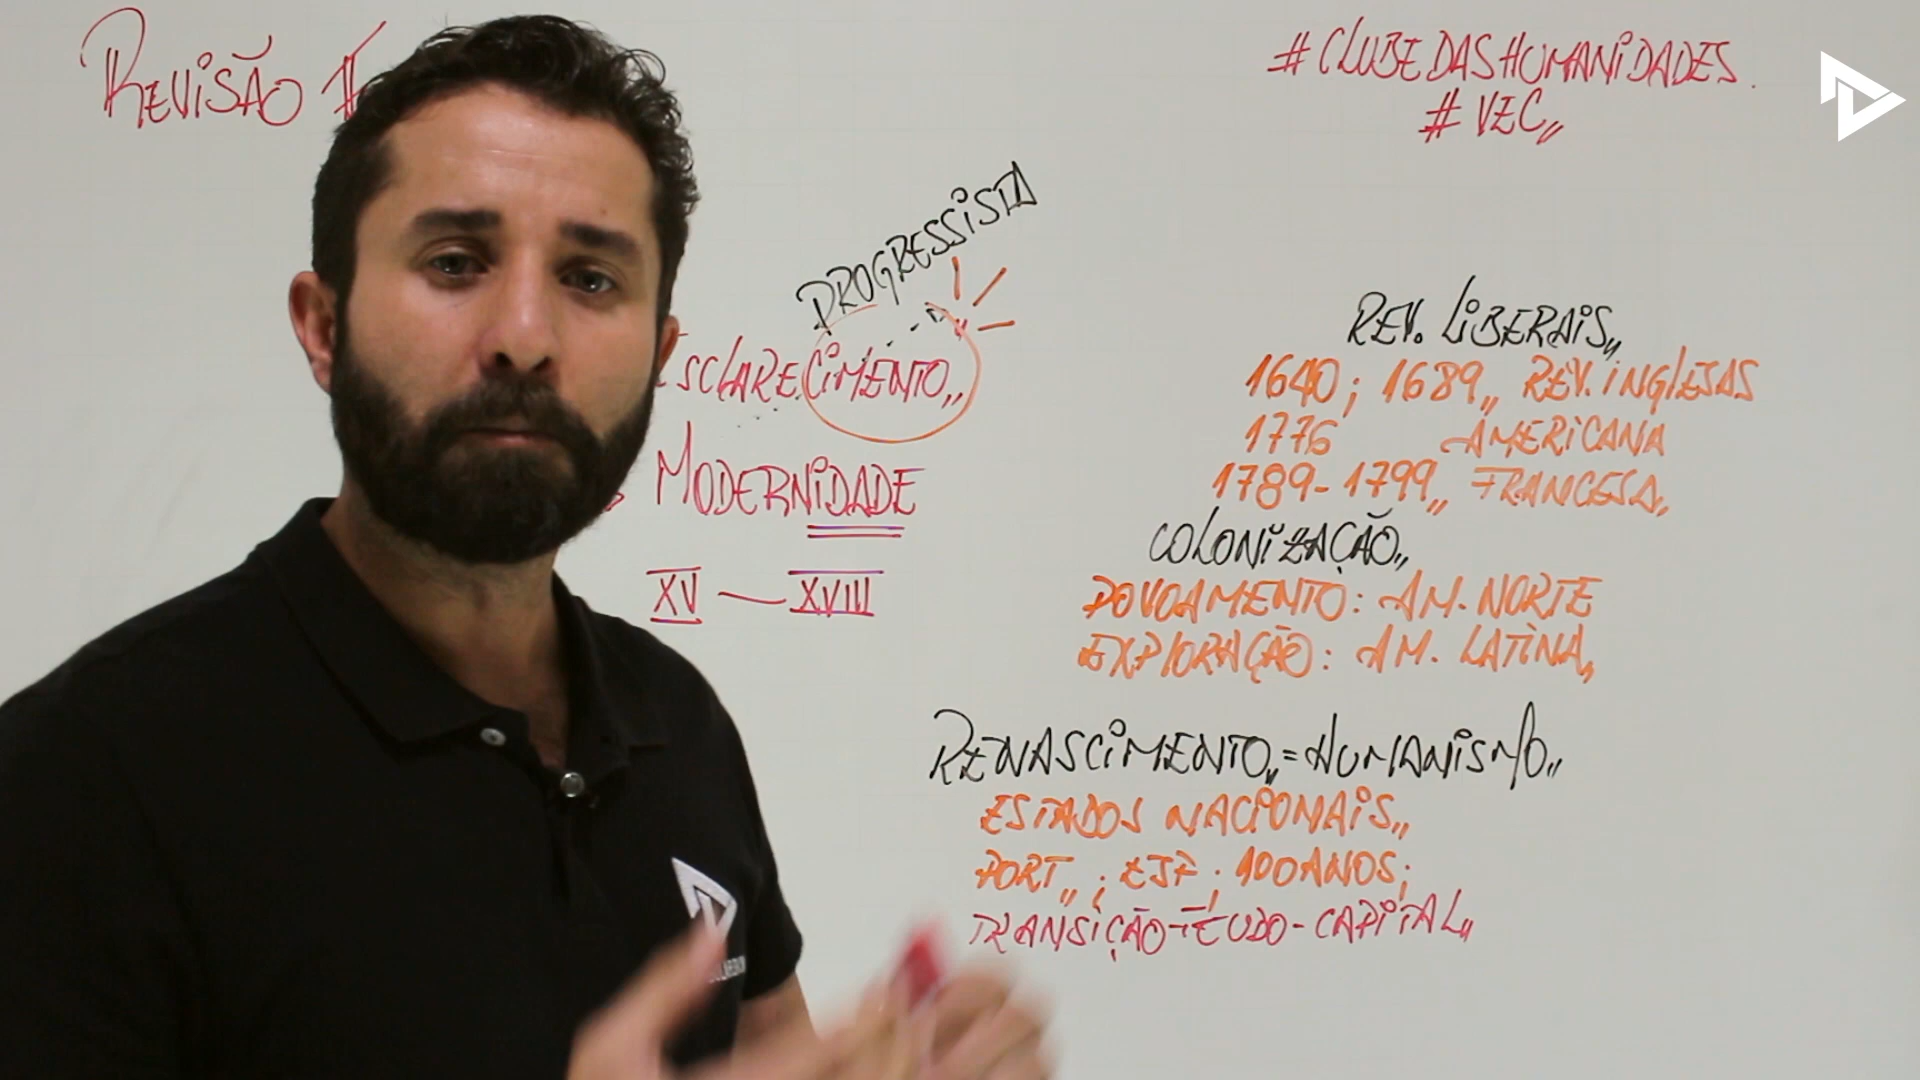 REVISÃO
#CLUBEDASHUMANIDADES.
#VEC
PROGRESSISTA
ESCLARECIMENTO
MODERNIDADE
XV — XVIII
REV. LIBERAIS
1640; 1689 REV. INGLESAS
1776 AMERICANA
1789-1799 FRANCESA
COLONIZAÇÃO
POVOAMENTO: AM. NORTE
EXPLORAÇÃO: AM. LATINA
RENASCIMENTO = HUMANISMO
ESTADOS NACIONAIS
PORT; ESP; 100 ANOS;
TRANSIÇÃO-FEUDO-CAPITAL